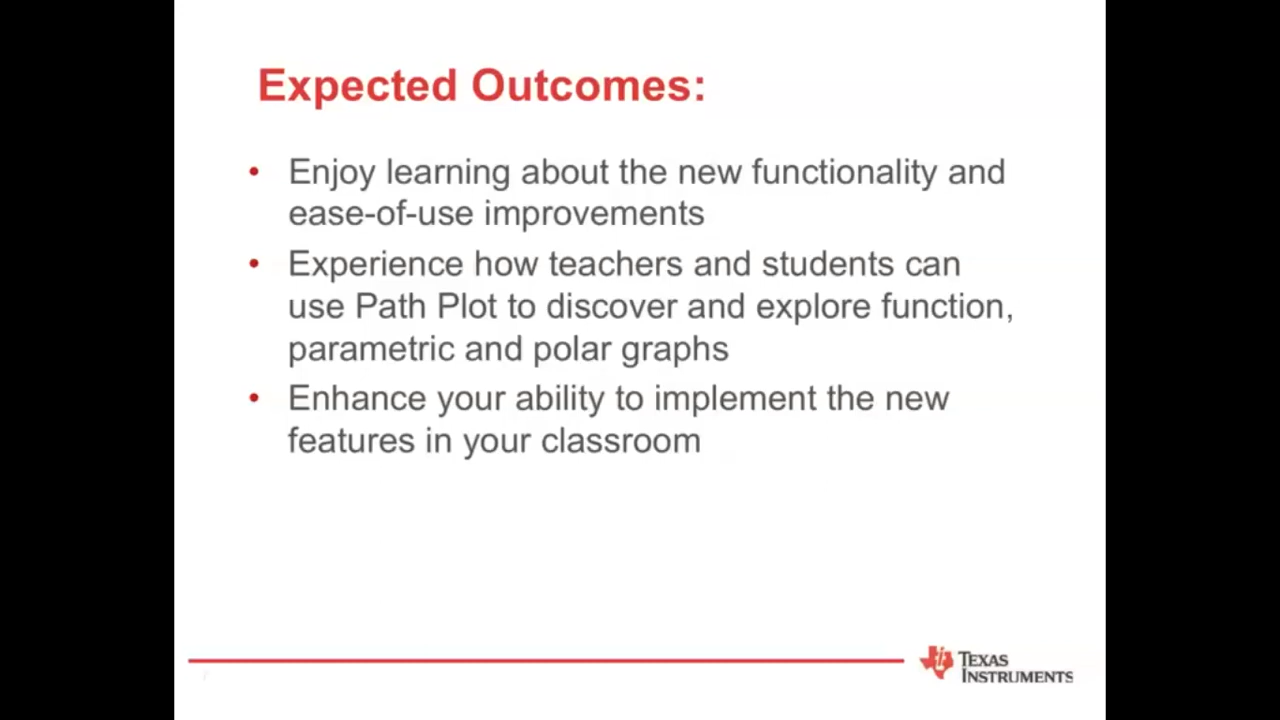 Expected Outcomes:
• Enjoy learning about the new functionality and
ease-of-use improvements
• Experience how teachers and students can
use Path Plot to discover and explore function,
parametric and polar graphs
• Enhance your ability to implement the new
features in your classroom
TEXAS
INSTRUMENTS